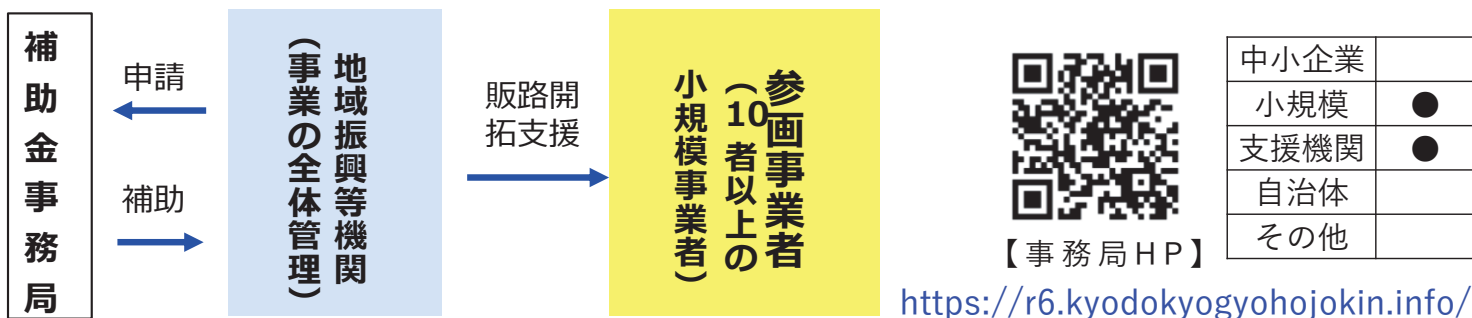 補助金事務局
申請
補助
地域振興等機関
(事業の全体管理)
販路開
拓支援
参画事業者
(10者以上の
小規模事業者)
【事務局HP】
https://r6.kyodokyogyohojokin.info/
中小企業
小規模 ●
支援機関 ●
自治体
その他